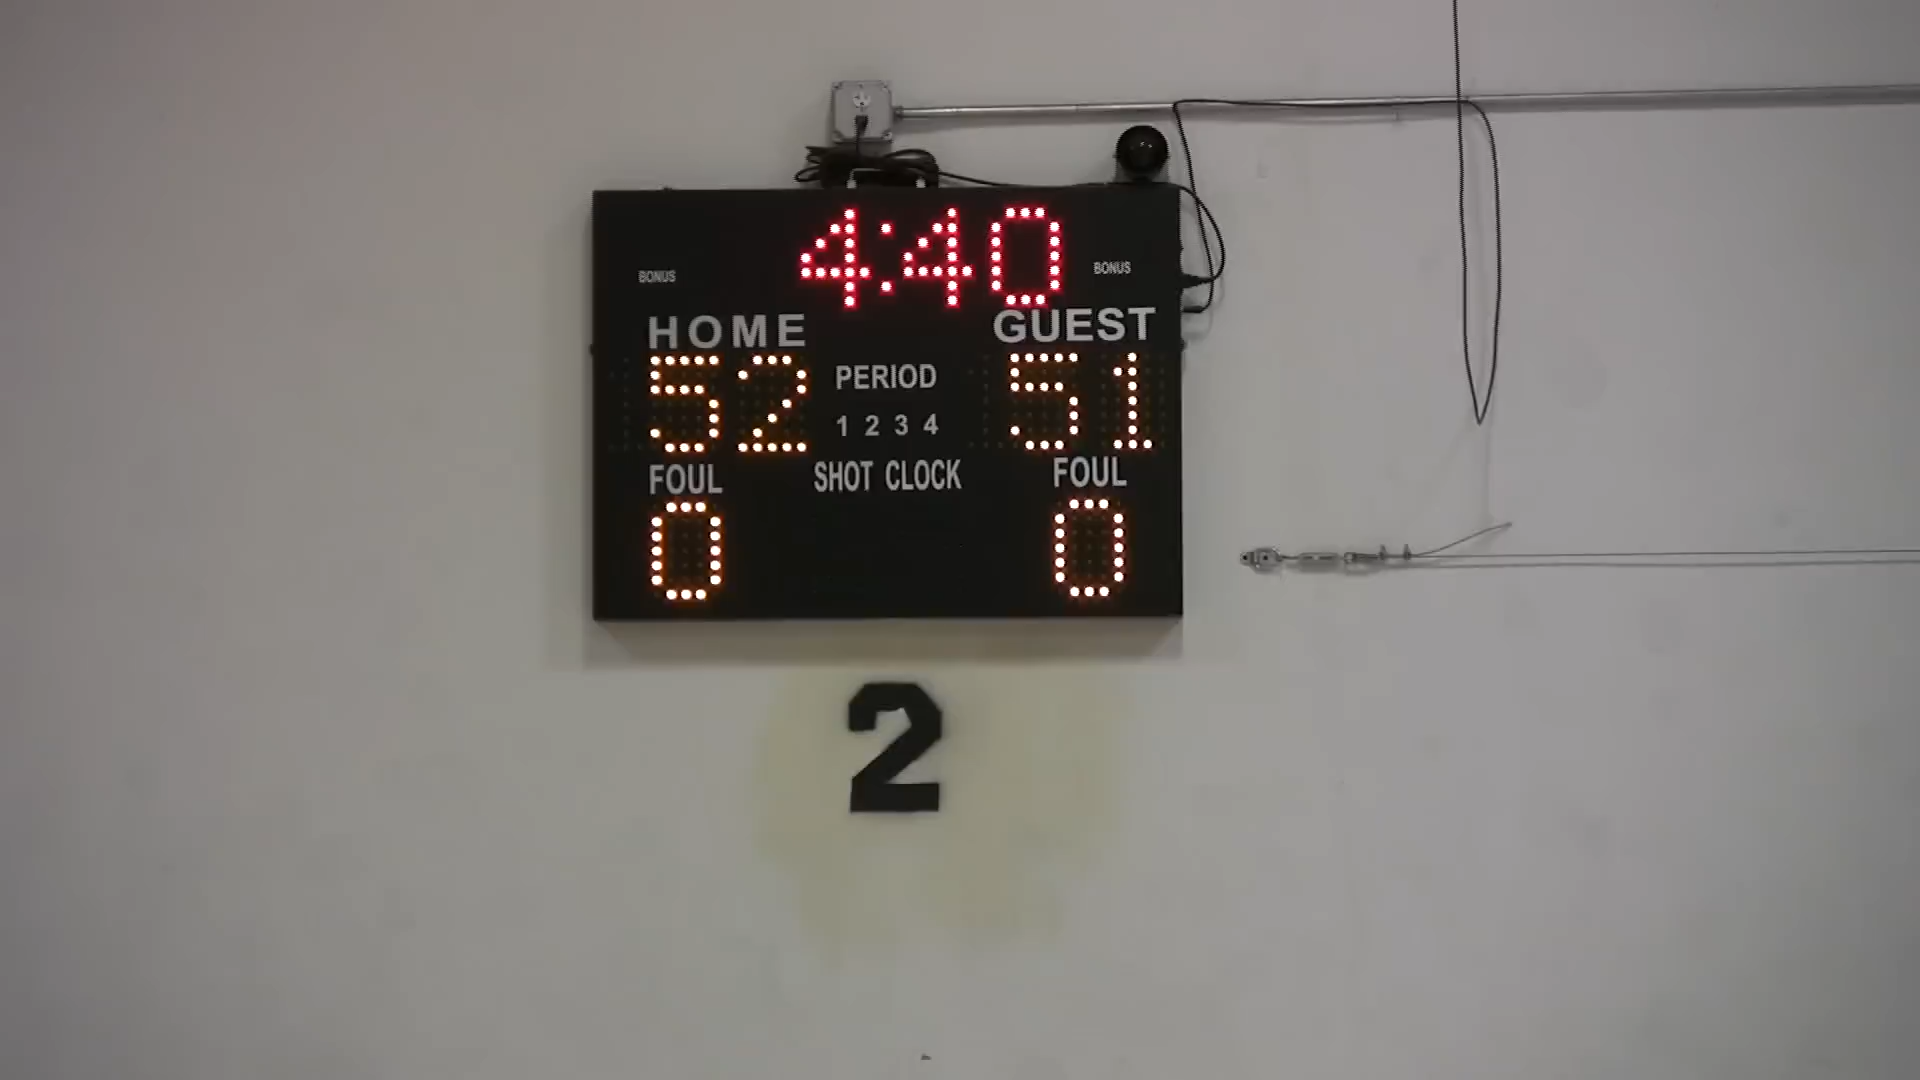 4:40
BONUS BONUS
HOME GUEST
52 PERIOD 51
1 2 3 4
FOUL SHOT CLOCK FOUL
0 0
2